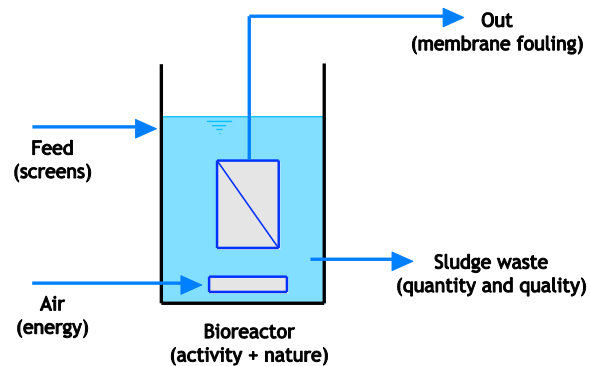 Out
(membrane fouling)
Feed
(screens)
Sludge waste
(quantity and quality)
Air
(energy)
Bioreactor
(activity + nature)